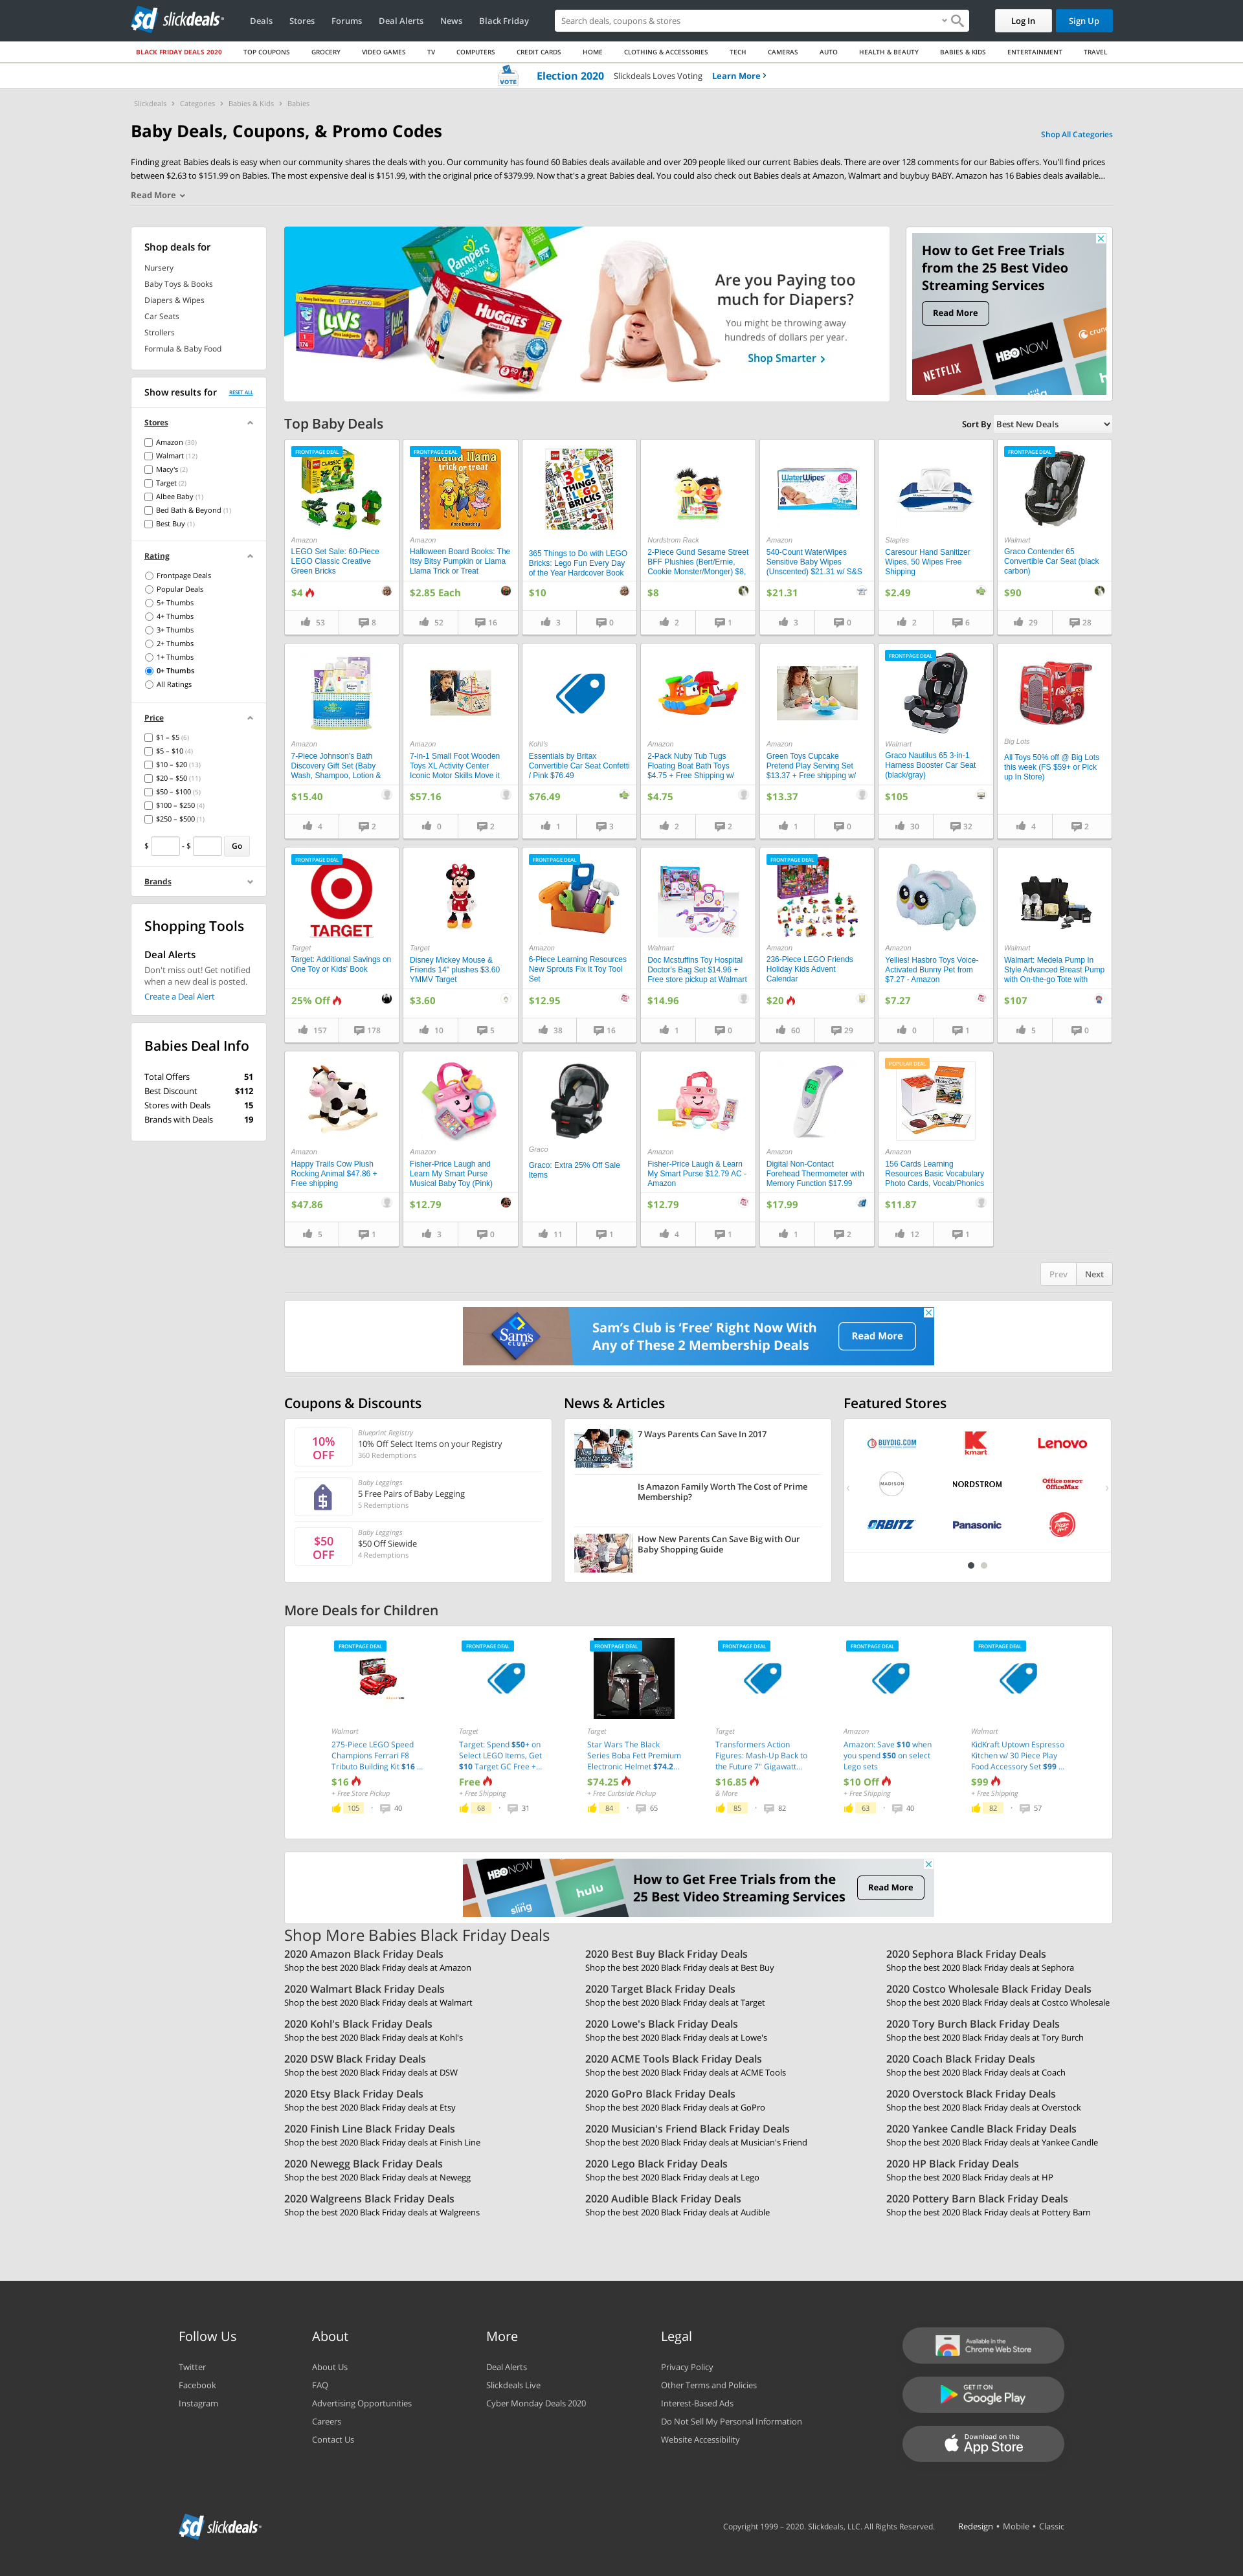 slickdeals
Deals
Stores
Forums
Deal Alerts
News
Black Friday
Search deals, coupons & stores
Log In
Sign Up
BLACK FRIDAY DEALS 2020
TOP COUPONS
GROCERY
VIDEO GAMES
TV
COMPUTERS
CREDIT CARDS
HOME
CLOTHING & ACCESSORIES
TECH
CAMERAS
AUTO
HEALTH & BEAUTY
BABIES & KIDS
ENTERTAINMENT
TRAVEL
VOTE
Election 2020
Slickdeals Loves Voting
Learn More
Slickdeals > Categories > Babies & Kids > Babies
Baby Deals, Coupons, & Promo Codes
Shop All Categories
Finding great Babies deals is easy when our community shares the deals with you. Our community has found 60 Babies deals available and over 209 people liked our current Babies deals. There are over 128 comments for our Babies offers. You'll find prices
between $2.63 to $151.99 on Babies. The most expensive deal is $151.99, with the original price of $379.99. Now that's a great Babies deal. You could also check out Babies deals at Amazon, Walmart and buybuy BABY. Amazon has 16 Babies deals available...
Read More
Shop deals for
Nursery
Baby Toys & Books
Diapers & Wipes
Car Seats
Strollers
Formula & Baby Food
Pampers
baby dry
Luvs
HUGGIES
Are you Paying too
much for Diapers?
You might be throwing away
hundreds of dollars per year.
Shop Smarter
How to Get Free Trials
from the 25 Best Video
Streaming Services
Read More
NETFLIX
HBO NOW
Show results for
RESET ALL
Stores
Amazon (30)
Walmart (12)
Macy's (2)
Target (2)
Albee Baby (1)
Bed Bath & Beyond (1)
Best Buy (1)
Rating
Frontpage Deals
Popular Deals
5+ Thumbs
4+ Thumbs
3+ Thumbs
2+ Thumbs
1+ Thumbs
0+ Thumbs
All Ratings
Price
$1 – $5 (6)
$5 – $10 (4)
$10 – $20 (13)
$20 – $50 (11)
$50 – $100 (5)
$100 – $250 (4)
$250 – $500 (1)
$ - $ Go
Brands
Shopping Tools
Deal Alerts
Don't miss out! Get notified
when a new deal is posted.
Create a Deal Alert
Babies Deal Info
Total Offers 51
Best Discount $112
Stores with Deals 15
Brands with Deals 19
Top Baby Deals
Sort By Best New Deals
FRONTPAGE DEAL
Amazon
LEGO Set Sale: 60-Piece
LEGO Classic Creative
Green Bricks
$4
53 8
FRONTPAGE DEAL
llama llama
trick or treat
Amazon
Halloween Board Books: The
Itsy Bitsy Pumpkin or Llama
Llama Trick or Treat
$2.85 Each
52 16
365 THINGS TO DO WITH LEGO BRICKS
365 Things to Do with LEGO
Bricks: Lego Fun Every Day
of the Year Hardcover Book
$10
3 0
Nordstrom Rack
2-Piece Gund Sesame Street
BFF Plushies (Bert/Ernie,
Cookie Monster/Monger) $8,
$8
2 1
WaterWipes
Amazon
540-Count WaterWipes
Sensitive Baby Wipes
(Unscented) $21.31 w/ S&S
$21.31
3 0
Staples
Caresour Hand Sanitizer
Wipes, 50 Wipes Free
Shipping
$2.49
2 6
FRONTPAGE DEAL
Walmart
Graco Contender 65
Convertible Car Seat (black
carbon)
$90
29 28
Amazon
7-Piece Johnson's Bath
Discovery Gift Set (Baby
Wash, Shampoo, Lotion &
$15.40
4 2
Amazon
7-in-1 Small Foot Wooden
Toys XL Activity Center
Iconic Motor Skills Move it
$57.16
0 2
Kohl's
Essentials by Britax
Convertible Car Seat Confetti
/ Pink $76.49
$76.49
1 3
Amazon
2-Pack Nuby Tub Tugs
Floating Boat Bath Toys
$4.75 + Free Shipping w/
$4.75
2 2
Amazon
Green Toys Cupcake
Pretend Play Serving Set
$13.37 + Free shipping w/
$13.37
1 0
FRONTPAGE DEAL
Walmart
Graco Nautilus 65 3-in-1
Harness Booster Car Seat
(black/gray)
$105
30 32
Big Lots
All Toys 50% off @ Big Lots
this week (FS $59+ or Pick
up In Store)
4 2
FRONTPAGE DEAL
TARGET
Target
Target: Additional Savings on
One Toy or Kids' Book
25% Off
157 178
Target
Disney Mickey Mouse &
Friends 14" plushes $3.60
YMMV Target
$3.60
10 5
FRONTPAGE DEAL
Amazon
6-Piece Learning Resources
New Sprouts Fix It Toy Tool
Set
$12.95
38 16
Walmart
Doc Mcstuffins Toy Hospital
Doctor's Bag Set $14.96 +
Free store pickup at Walmart
$14.96
1 0
FRONTPAGE DEAL
Amazon
236-Piece LEGO Friends
Holiday Kids Advent
Calendar
$20
60 29
Amazon
Yellies! Hasbro Toys Voice-
Activated Bunny Pet from
$7.27 - Amazon
$7.27
0 1
Walmart
Walmart: Medela Pump In
Style Advanced Breast Pump
with On-the-go Tote with
$107
5 0
Amazon
Happy Trails Cow Plush
Rocking Animal $47.86 +
Free shipping
$47.86
5 1
Amazon
Fisher-Price Laugh and
Learn My Smart Purse
Musical Baby Toy (Pink)
$12.79
3 0
Graco
Graco: Extra 25% Off Sale
Items
11 1
Amazon
Fisher-Price Laugh & Learn
My Smart Purse $12.79 AC -
Amazon
$12.79
4 1
Amazon
Digital Non-Contact
Forehead Thermometer with
Memory Function $17.99
$17.99
1 2
POPULAR DEAL
Amazon
156 Cards Learning
Resources Basic Vocabulary
Photo Cards, Vocab/Phonics
$11.87
12 1
Prev Next
Sam's CLUB
Sam's Club is 'Free' Right Now With
Any of These 2 Membership Deals
Read More
Coupons & Discounts
10% OFF
Blueprint Registry
10% Off Select Items on your Registry
360 Redemptions
Baby Leggings
5 Free Pairs of Baby Legging
5 Redemptions
$50 OFF
Baby Leggings
$50 Off Siewide
4 Redemptions
News & Articles
7 Ways Parents Can Save In 2017
Is Amazon Family Worth The Cost of Prime
Membership?
How New Parents Can Save Big with Our
Baby Shopping Guide
Featured Stores
BUYDIG.COM
kmart
Lenovo
MADISON
NORDSTROM
Office DEPOT
OfficeMax
ORBITZ
Panasonic
Pizza Hut
More Deals for Children
FRONTPAGE DEAL
Walmart
275-Piece LEGO Speed
Champions Ferrari F8
Tributo Building Kit $16 ...
$16
+ Free Store Pickup
105 · 40
FRONTPAGE DEAL
Target
Target: Spend $50+ on
Select LEGO Items, Get
$10 Target GC Free +...
Free
+ Free Shipping
68 · 31
FRONTPAGE DEAL
Target
Star Wars The Black
Series Boba Fett Premium
Electronic Helmet $74.2...
$74.25
+ Free Curbside Pickup
84 · 65
FRONTPAGE DEAL
Target
Transformers Action
Figures: Mash-Up Back to
the Future 7" Gigawatt...
$16.85
& More
85 · 82
FRONTPAGE DEAL
Amazon
Amazon: Save $10 when
you spend $50 on select
Lego sets
$10 Off
+ Free Shipping
63 · 40
FRONTPAGE DEAL
Walmart
KidKraft Uptown Espresso
Kitchen w/ 30 Piece Play
Food Accessory Set $99 ...
$99
+ Free Shipping
82 · 57
HBO NOW
sling
hulu
How to Get Free Trials from the
25 Best Video Streaming Services
Read More
Shop More Babies Black Friday Deals
2020 Amazon Black Friday Deals
Shop the best 2020 Black Friday deals at Amazon
2020 Best Buy Black Friday Deals
Shop the best 2020 Black Friday deals at Best Buy
2020 Sephora Black Friday Deals
Shop the best 2020 Black Friday deals at Sephora
2020 Walmart Black Friday Deals
Shop the best 2020 Black Friday deals at Walmart
2020 Target Black Friday Deals
Shop the best 2020 Black Friday deals at Target
2020 Costco Wholesale Black Friday Deals
Shop the best 2020 Black Friday deals at Costco Wholesale
2020 Kohl's Black Friday Deals
Shop the best 2020 Black Friday deals at Kohl's
2020 Lowe's Black Friday Deals
Shop the best 2020 Black Friday deals at Lowe's
2020 Tory Burch Black Friday Deals
Shop the best 2020 Black Friday deals at Tory Burch
2020 DSW Black Friday Deals
Shop the best 2020 Black Friday deals at DSW
2020 ACME Tools Black Friday Deals
Shop the best 2020 Black Friday deals at ACME Tools
2020 Coach Black Friday Deals
Shop the best 2020 Black Friday deals at Coach
2020 Etsy Black Friday Deals
Shop the best 2020 Black Friday deals at Etsy
2020 GoPro Black Friday Deals
Shop the best 2020 Black Friday deals at GoPro
2020 Overstock Black Friday Deals
Shop the best 2020 Black Friday deals at Overstock
2020 Finish Line Black Friday Deals
Shop the best 2020 Black Friday deals at Finish Line
2020 Musician's Friend Black Friday Deals
Shop the best 2020 Black Friday deals at Musician's Friend
2020 Yankee Candle Black Friday Deals
Shop the best 2020 Black Friday deals at Yankee Candle
2020 Newegg Black Friday Deals
Shop the best 2020 Black Friday deals at Newegg
2020 Lego Black Friday Deals
Shop the best 2020 Black Friday deals at Lego
2020 HP Black Friday Deals
Shop the best 2020 Black Friday deals at HP
2020 Walgreens Black Friday Deals
Shop the best 2020 Black Friday deals at Walgreens
2020 Audible Black Friday Deals
Shop the best 2020 Black Friday deals at Audible
2020 Pottery Barn Black Friday Deals
Shop the best 2020 Black Friday deals at Pottery Barn
Follow Us
Twitter
Facebook
Instagram
About
About Us
FAQ
Advertising Opportunities
Careers
Contact Us
More
Deal Alerts
Slickdeals Live
Cyber Monday Deals 2020
Legal
Privacy Policy
Other Terms and Policies
Interest-Based Ads
Do Not Sell My Personal Information
Website Accessibility
Available in the
Chrome Web Store
GET IT ON
Google Play
Download on the
App Store
slickdeals
Copyright 1999 – 2020. Slickdeals, LLC. All Rights Reserved.
Redesign • Mobile • Classic